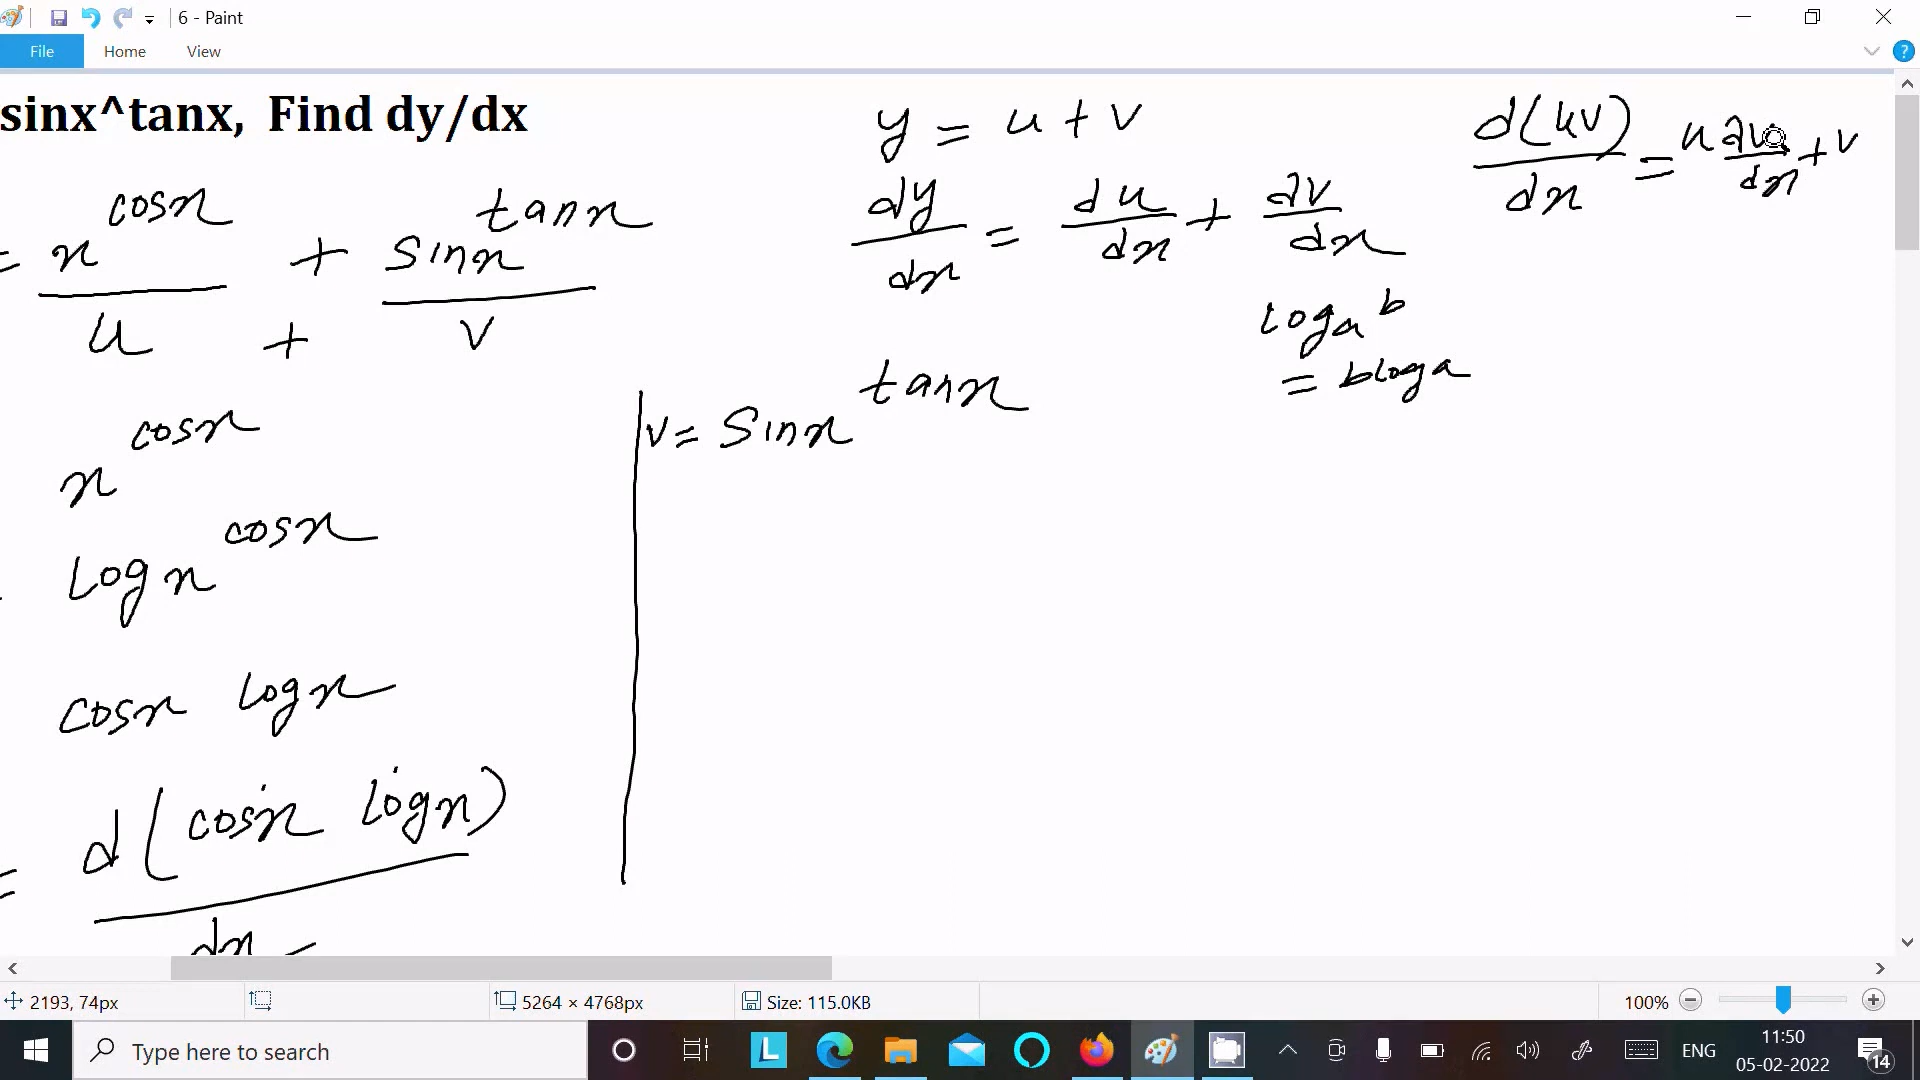 6 - Paint
File Home View
sinx^tanx, Find dy/dx
= x^cosx + sinx^tanx
u + v
y = u + v
dy/dx = du/dx + dv/dx
d(uv)/dx = u dv/dx + v
log a^b
= b log a
x^cosx
log x^cosx
cosx logx
= d(cosx logx)/dx
v = Sinx^tanx
2193, 74px 5264 × 4768px Size: 115.0KB 100%
Type here to search ENG 11:50
05-02-2022 14